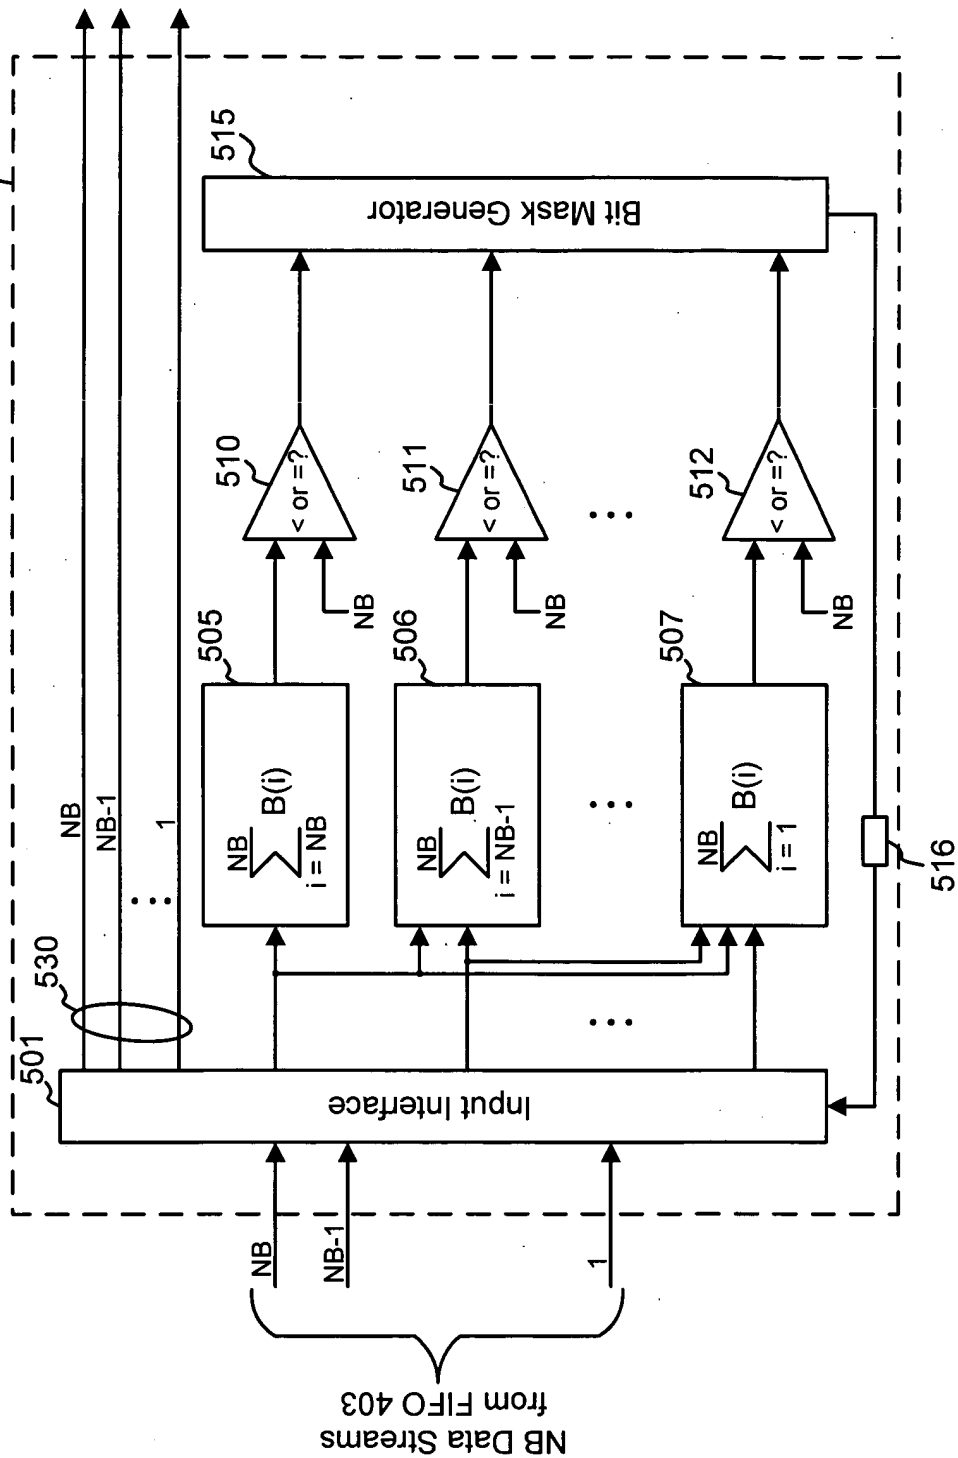 NB Data Streams
from FIFO 403
NB
NB-1
1
Input Interface
501
530
NB
NB-1
...
1
NB
Σ B(i)
i = NB
505
NB
Σ B(i)
i = NB-1
506
...
...
NB
Σ B(i)
i = 1
507
< or =?
510
NB
< or =?
511
NB
...
< or =?
512
NB
Bit Mask Generator
515
516